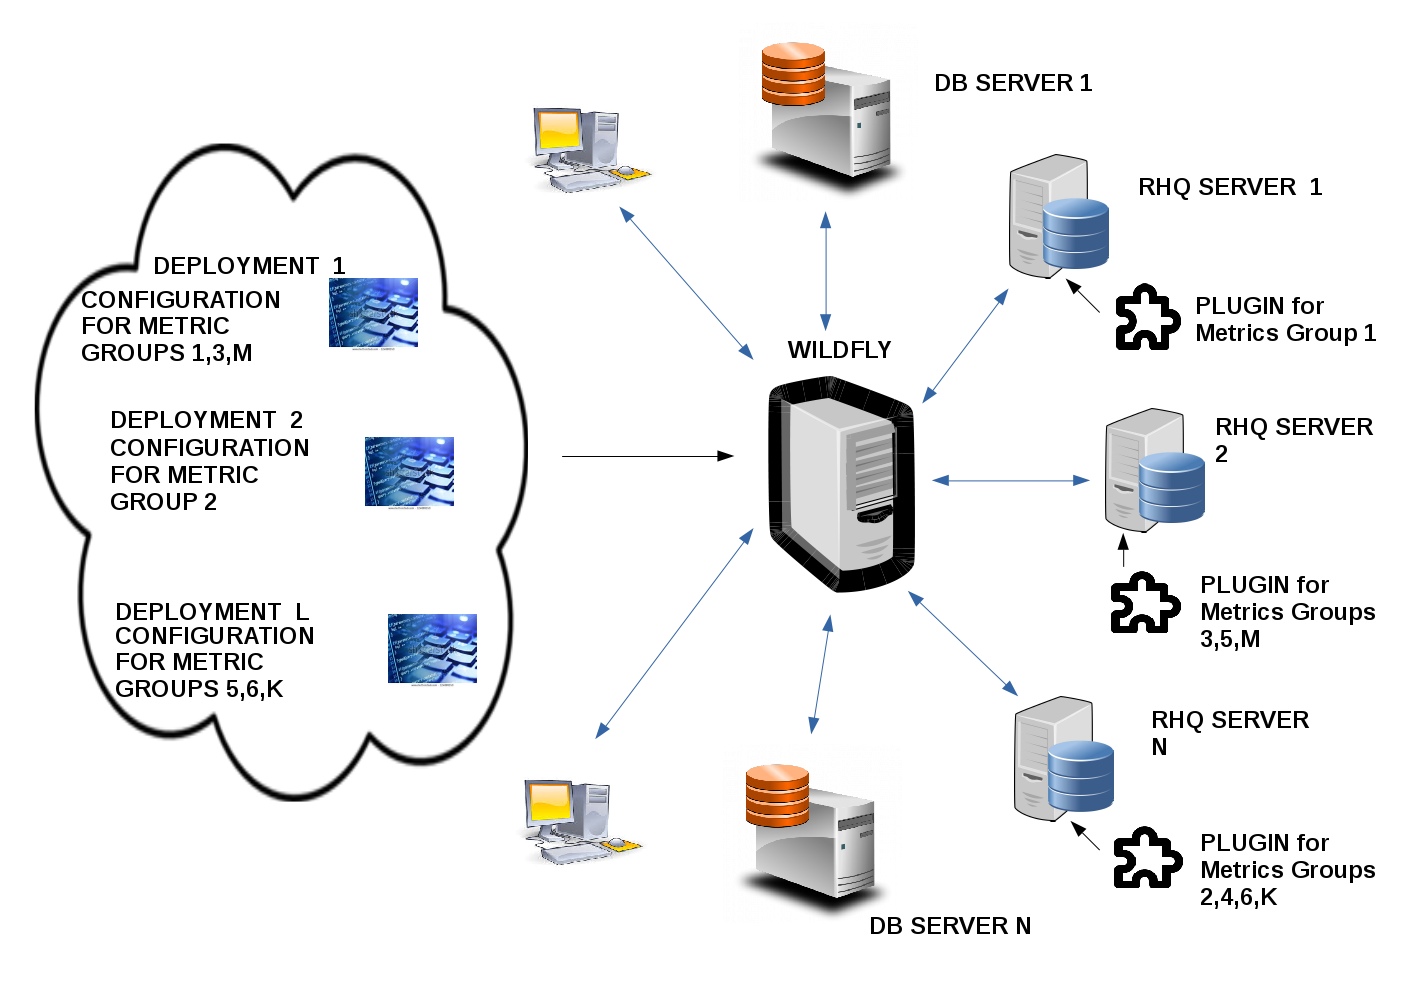 DB SERVER 1
RHQ SERVER 1
DEPLOYMENT 1
CONFIGURATION
FOR METRIC
GROUPS 1,3,M
PLUGIN for
Metrics Group 1
WILDFLY
DEPLOYMENT 2
CONFIGURATION
FOR METRIC
GROUP 2
RHQ SERVER
2
PLUGIN for
Metrics Groups
3,5,M
DEPLOYMENT L
CONFIGURATION
FOR METRIC
GROUPS 5,6,K
RHQ SERVER
N
PLUGIN for
Metrics Groups
2,4,6,K
DB SERVER N